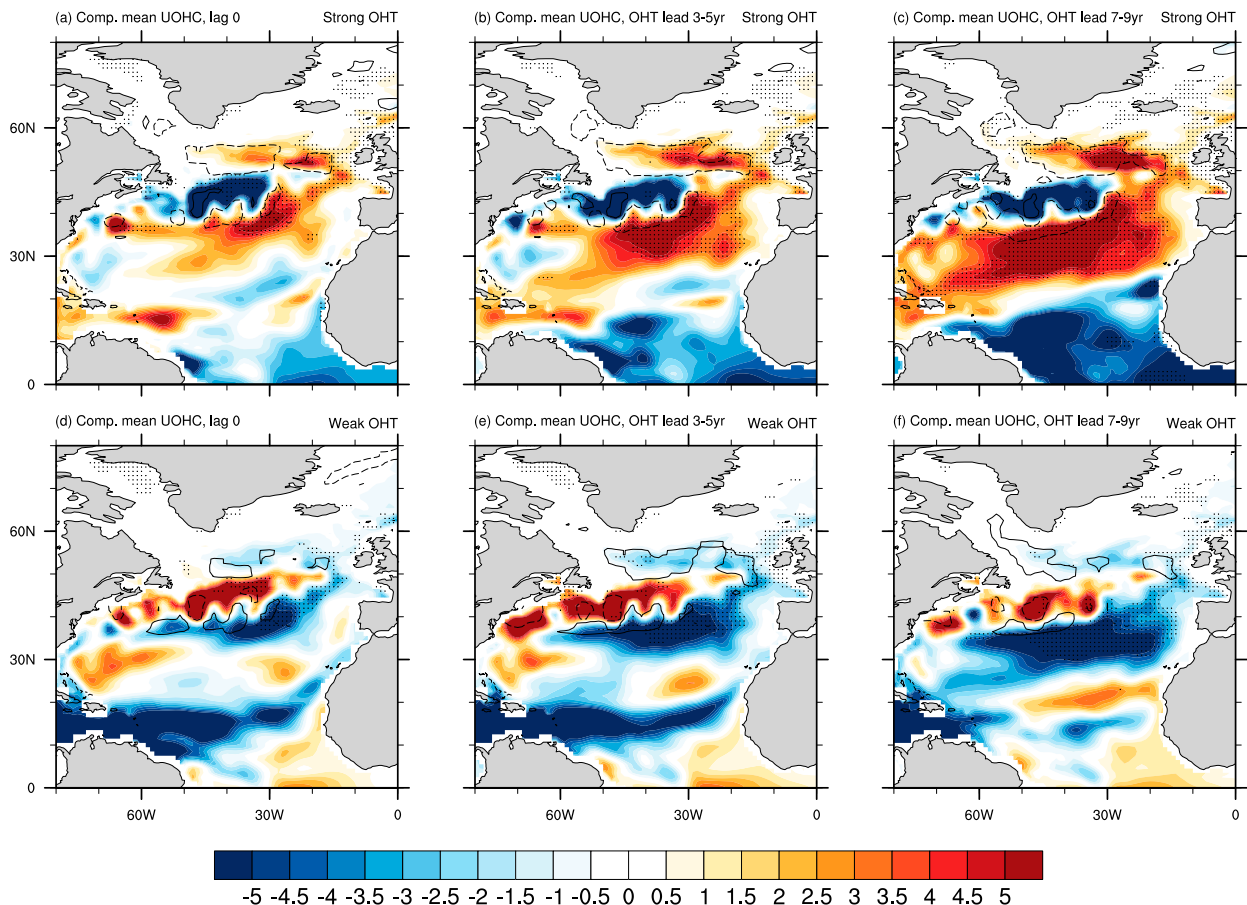 (a) Comp. mean UOHC, lag 0 Strong OHT
(b) Comp. mean UOHC, OHT lead 3-5yr Strong OHT
(c) Comp. mean UOHC, OHT lead 7-9yr Strong OHT
60N
30N
0
(d) Comp. mean UOHC, lag 0 Weak OHT
(e) Comp. mean UOHC, OHT lead 3-5yr Weak OHT
(f) Comp. mean UOHC, OHT lead 7-9yr Weak OHT
60N
30N
0
60W 30W 0 60W 30W 0 60W 30W 0
-5 -4.5 -4 -3.5 -3 -2.5 -2 -1.5 -1 -0.5 0 0.5 1 1.5 2 2.5 3 3.5 4 4.5 5